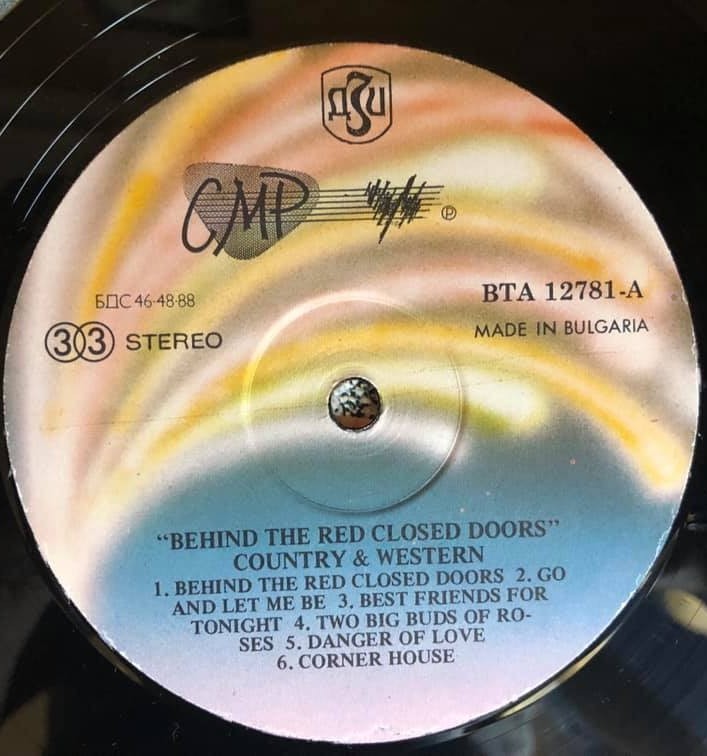 ДЗИ
CMP
℗
БДС 46-48-88
BTA 12781-A
33 STEREO
MADE IN BULGARIA
“BEHIND THE RED CLOSED DOORS”
COUNTRY & WESTERN
1. BEHIND THE RED CLOSED DOORS 2. GO
AND LET ME BE 3. BEST FRIENDS FOR
TONIGHT 4. TWO BIG BUDS OF RO-
SES 5. DANGER OF LOVE
6. CORNER HOUSE